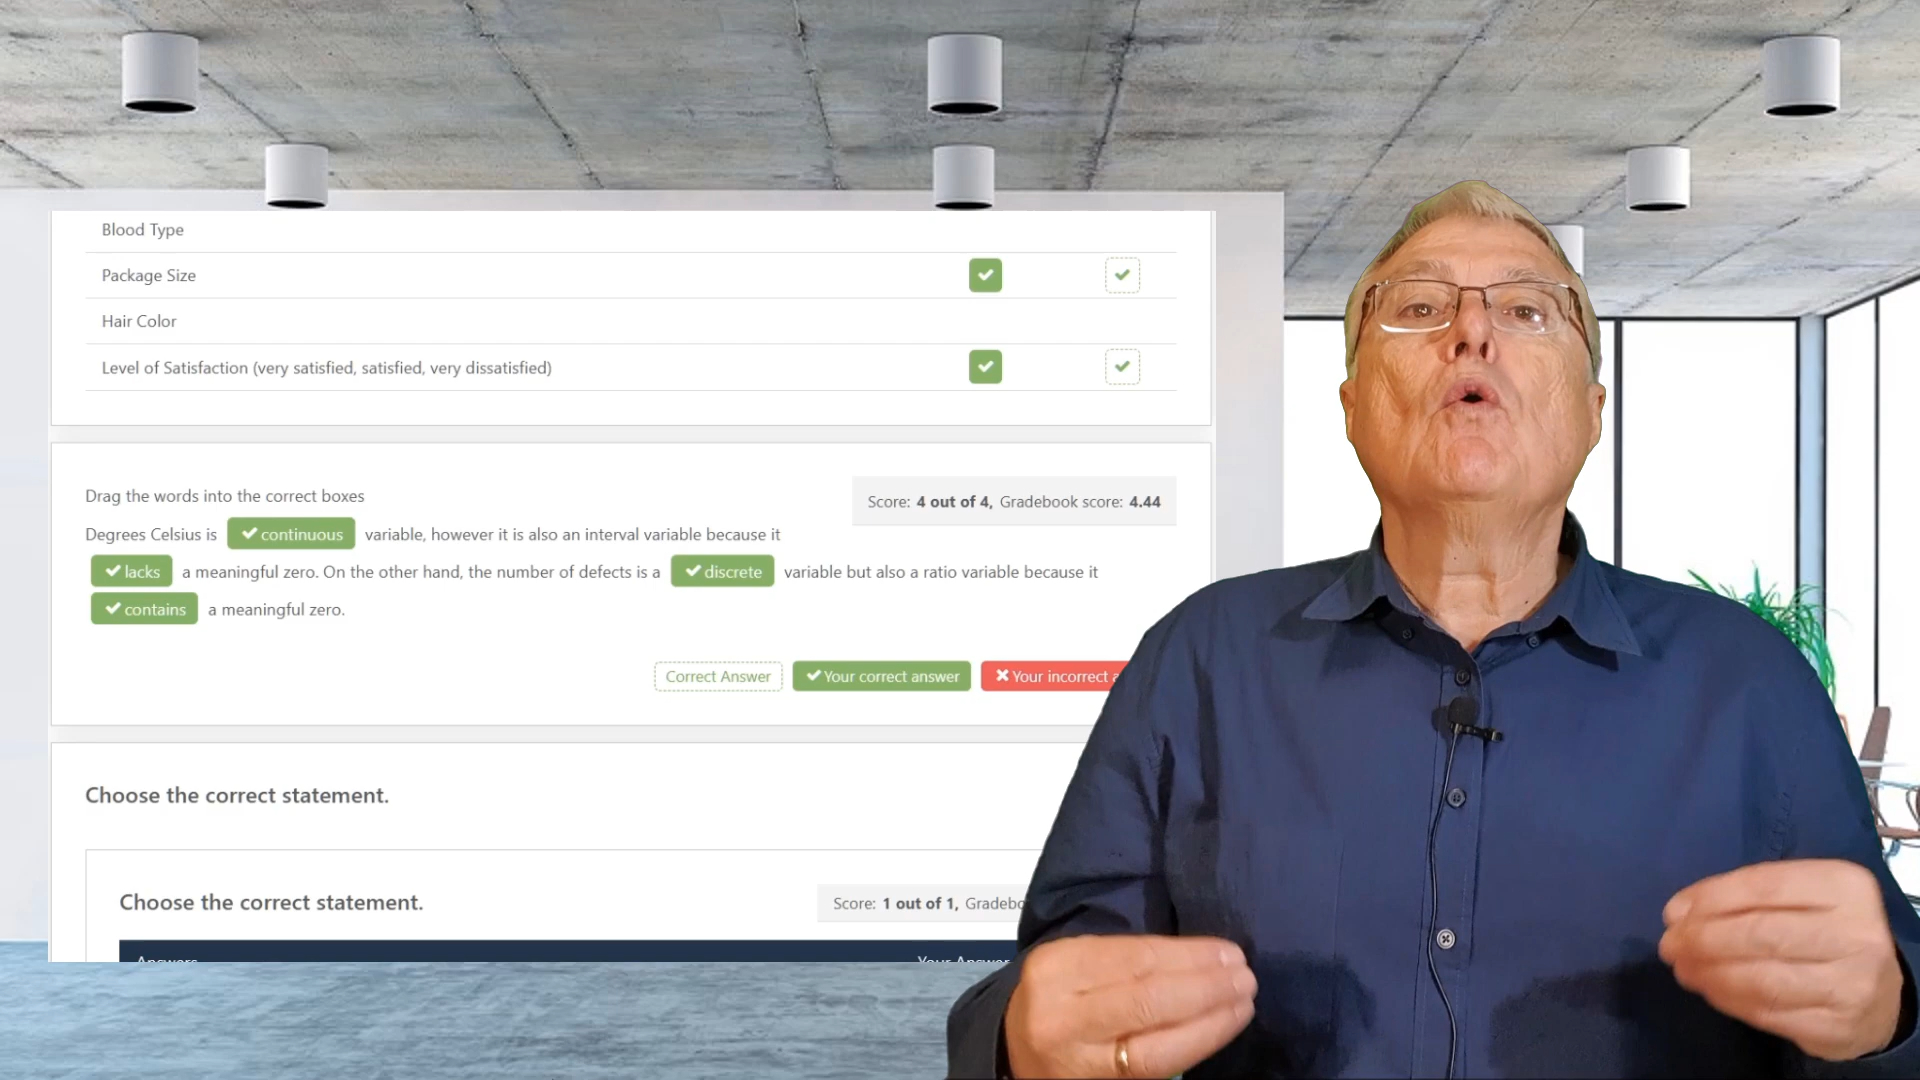 Blood Type
Package Size
Hair Color
Level of Satisfaction (very satisfied, satisfied, very dissatisfied)
Drag the words into the correct boxes
Score: 4 out of 4, Gradebook score: 4.44
Degrees Celsius is continuous variable, however it is also an interval variable because it
lacks a meaningful zero. On the other hand, the number of defects is a discrete variable but also a ratio variable because it
contains a meaningful zero.
Correct Answer Your correct answer Your incorrect
Choose the correct statement.
Choose the correct statement.
Score: 1 out of 1,
Answers Your Answer